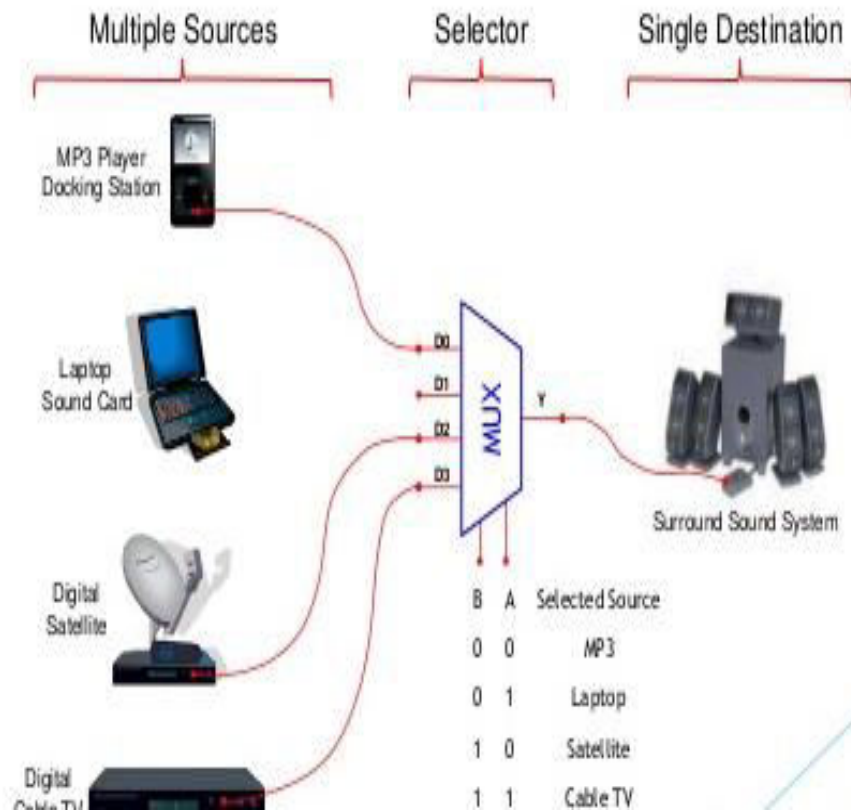 Multiple Sources
Selector
Single Destination
MP3 Player
Docking Station
Laptop
Sound Card
D0
D1
D2
D3
MUX
Y
Surround Sound System
Digital
Satellite
B A Selected Source
0 0 MP3
0 1 Laptop
1 0 Satellite
1 1 Cable TV
Digital
Cable TV